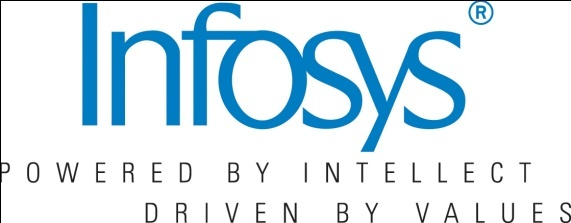 Infosys®
POWERED BY INTELLECT
DRIVEN BY VALUES